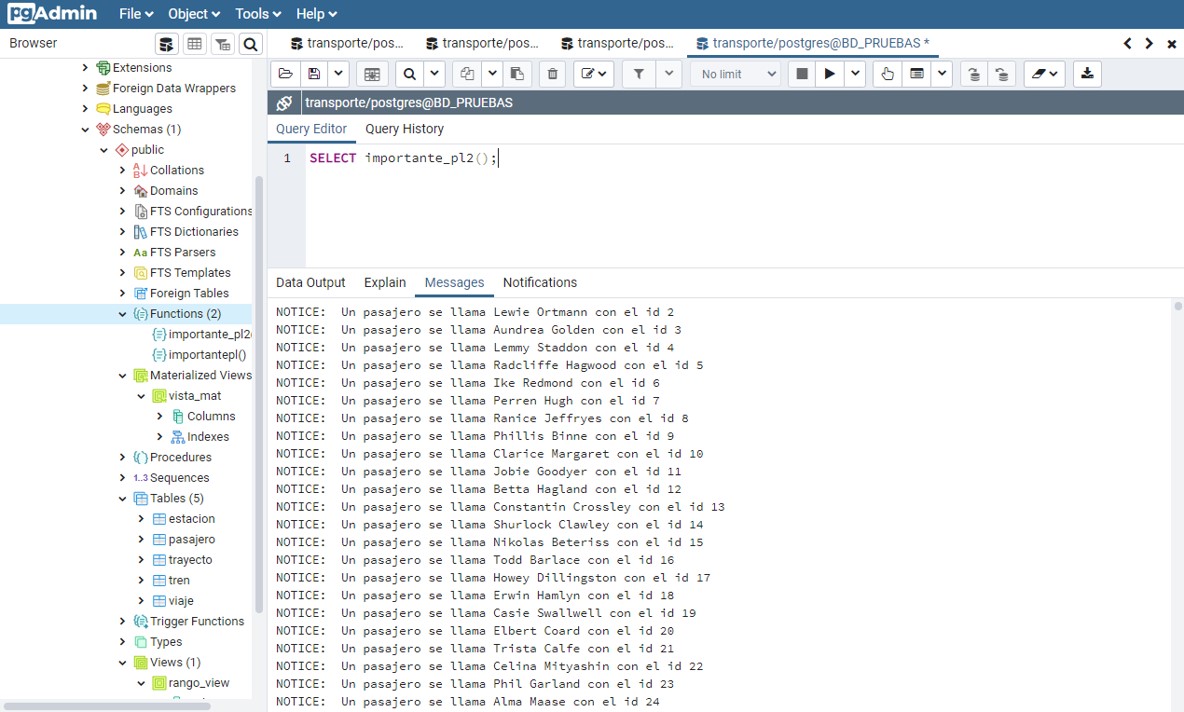 pgAdmin File Object Tools Help
Browser
transporte/pos... transporte/pos... transporte/pos... transporte/postgres@BD_PRUEBAS *
No limit
transporte/postgres@BD_PRUEBAS
Query Editor Query History
1 SELECT importante_pl2();
Extensions
Foreign Data Wrappers
Languages
Schemas (1)
public
Collations
Domains
FTS Configurations
FTS Dictionaries
Aa FTS Parsers
FTS Templates
Foreign Tables
Functions (2)
importante_pl2(
importantepl()
Materialized Views
vista_mat
Columns
Indexes
Procedures
1..3 Sequences
Tables (5)
estacion
pasajero
trayecto
tren
viaje
Trigger Functions
Types
Views (1)
rango_view
Data Output Explain Messages Notifications
NOTICE: Un pasajero se llama Lewie Ortmann con el id 2
NOTICE: Un pasajero se llama Aundrea Golden con el id 3
NOTICE: Un pasajero se llama Lemmy Staddon con el id 4
NOTICE: Un pasajero se llama Radcliffe Hagwood con el id 5
NOTICE: Un pasajero se llama Ike Redmond con el id 6
NOTICE: Un pasajero se llama Perren Hugh con el id 7
NOTICE: Un pasajero se llama Ranice Jeffryes con el id 8
NOTICE: Un pasajero se llama Phillis Binne con el id 9
NOTICE: Un pasajero se llama Clarice Margaret con el id 10
NOTICE: Un pasajero se llama Jobie Goodyer con el id 11
NOTICE: Un pasajero se llama Betta Hagland con el id 12
NOTICE: Un pasajero se llama Constantin Crossley con el id 13
NOTICE: Un pasajero se llama Shurlock Clawley con el id 14
NOTICE: Un pasajero se llama Nikolas Beteriss con el id 15
NOTICE: Un pasajero se llama Todd Barlace con el id 16
NOTICE: Un pasajero se llama Howey Dillingston con el id 17
NOTICE: Un pasajero se llama Erwin Hamlyn con el id 18
NOTICE: Un pasajero se llama Casie Swallwell con el id 19
NOTICE: Un pasajero se llama Elbert Coard con el id 20
NOTICE: Un pasajero se llama Trista Calfe con el id 21
NOTICE: Un pasajero se llama Celina Mityashin con el id 22
NOTICE: Un pasajero se llama Phil Garland con el id 23
NOTICE: Un pasajero se llama Alma Maase con el id 24